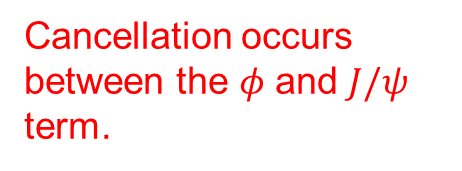 Cancellation occurs
between the 𝜙 and 𝐽/𝜓
term.